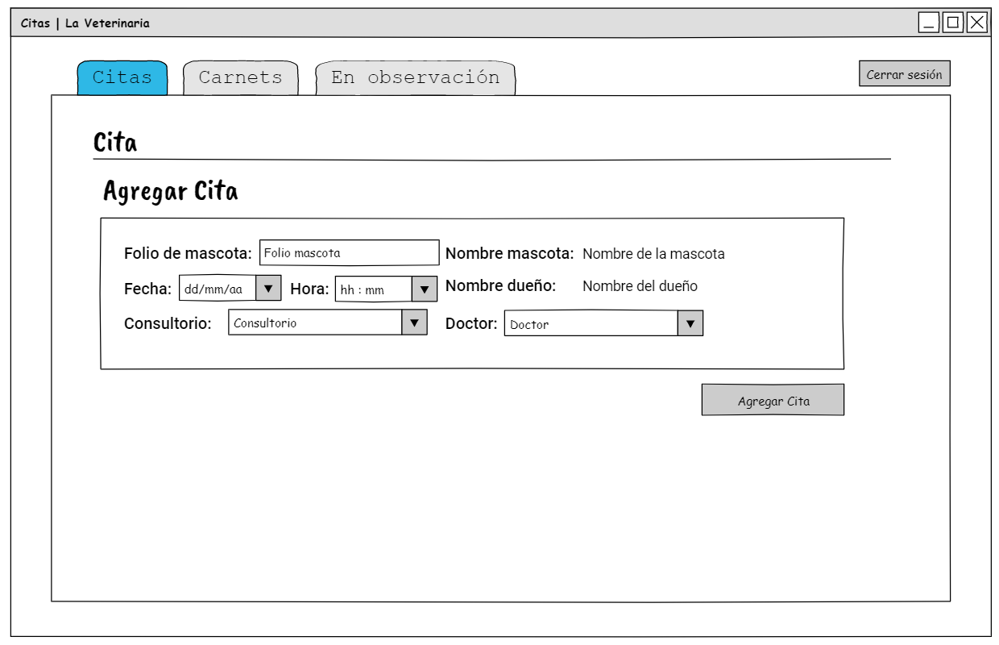 Citas | La Veterinaria
Citas Carnets En observación Cerrar sesión
Cita
Agregar Cita
Folio de mascota: Folio mascota Nombre mascota: Nombre de la mascota
Fecha: dd/mm/aa Hora: hh : mm Nombre dueño: Nombre del dueño
Consultorio: Consultorio Doctor: Doctor
Agregar Cita